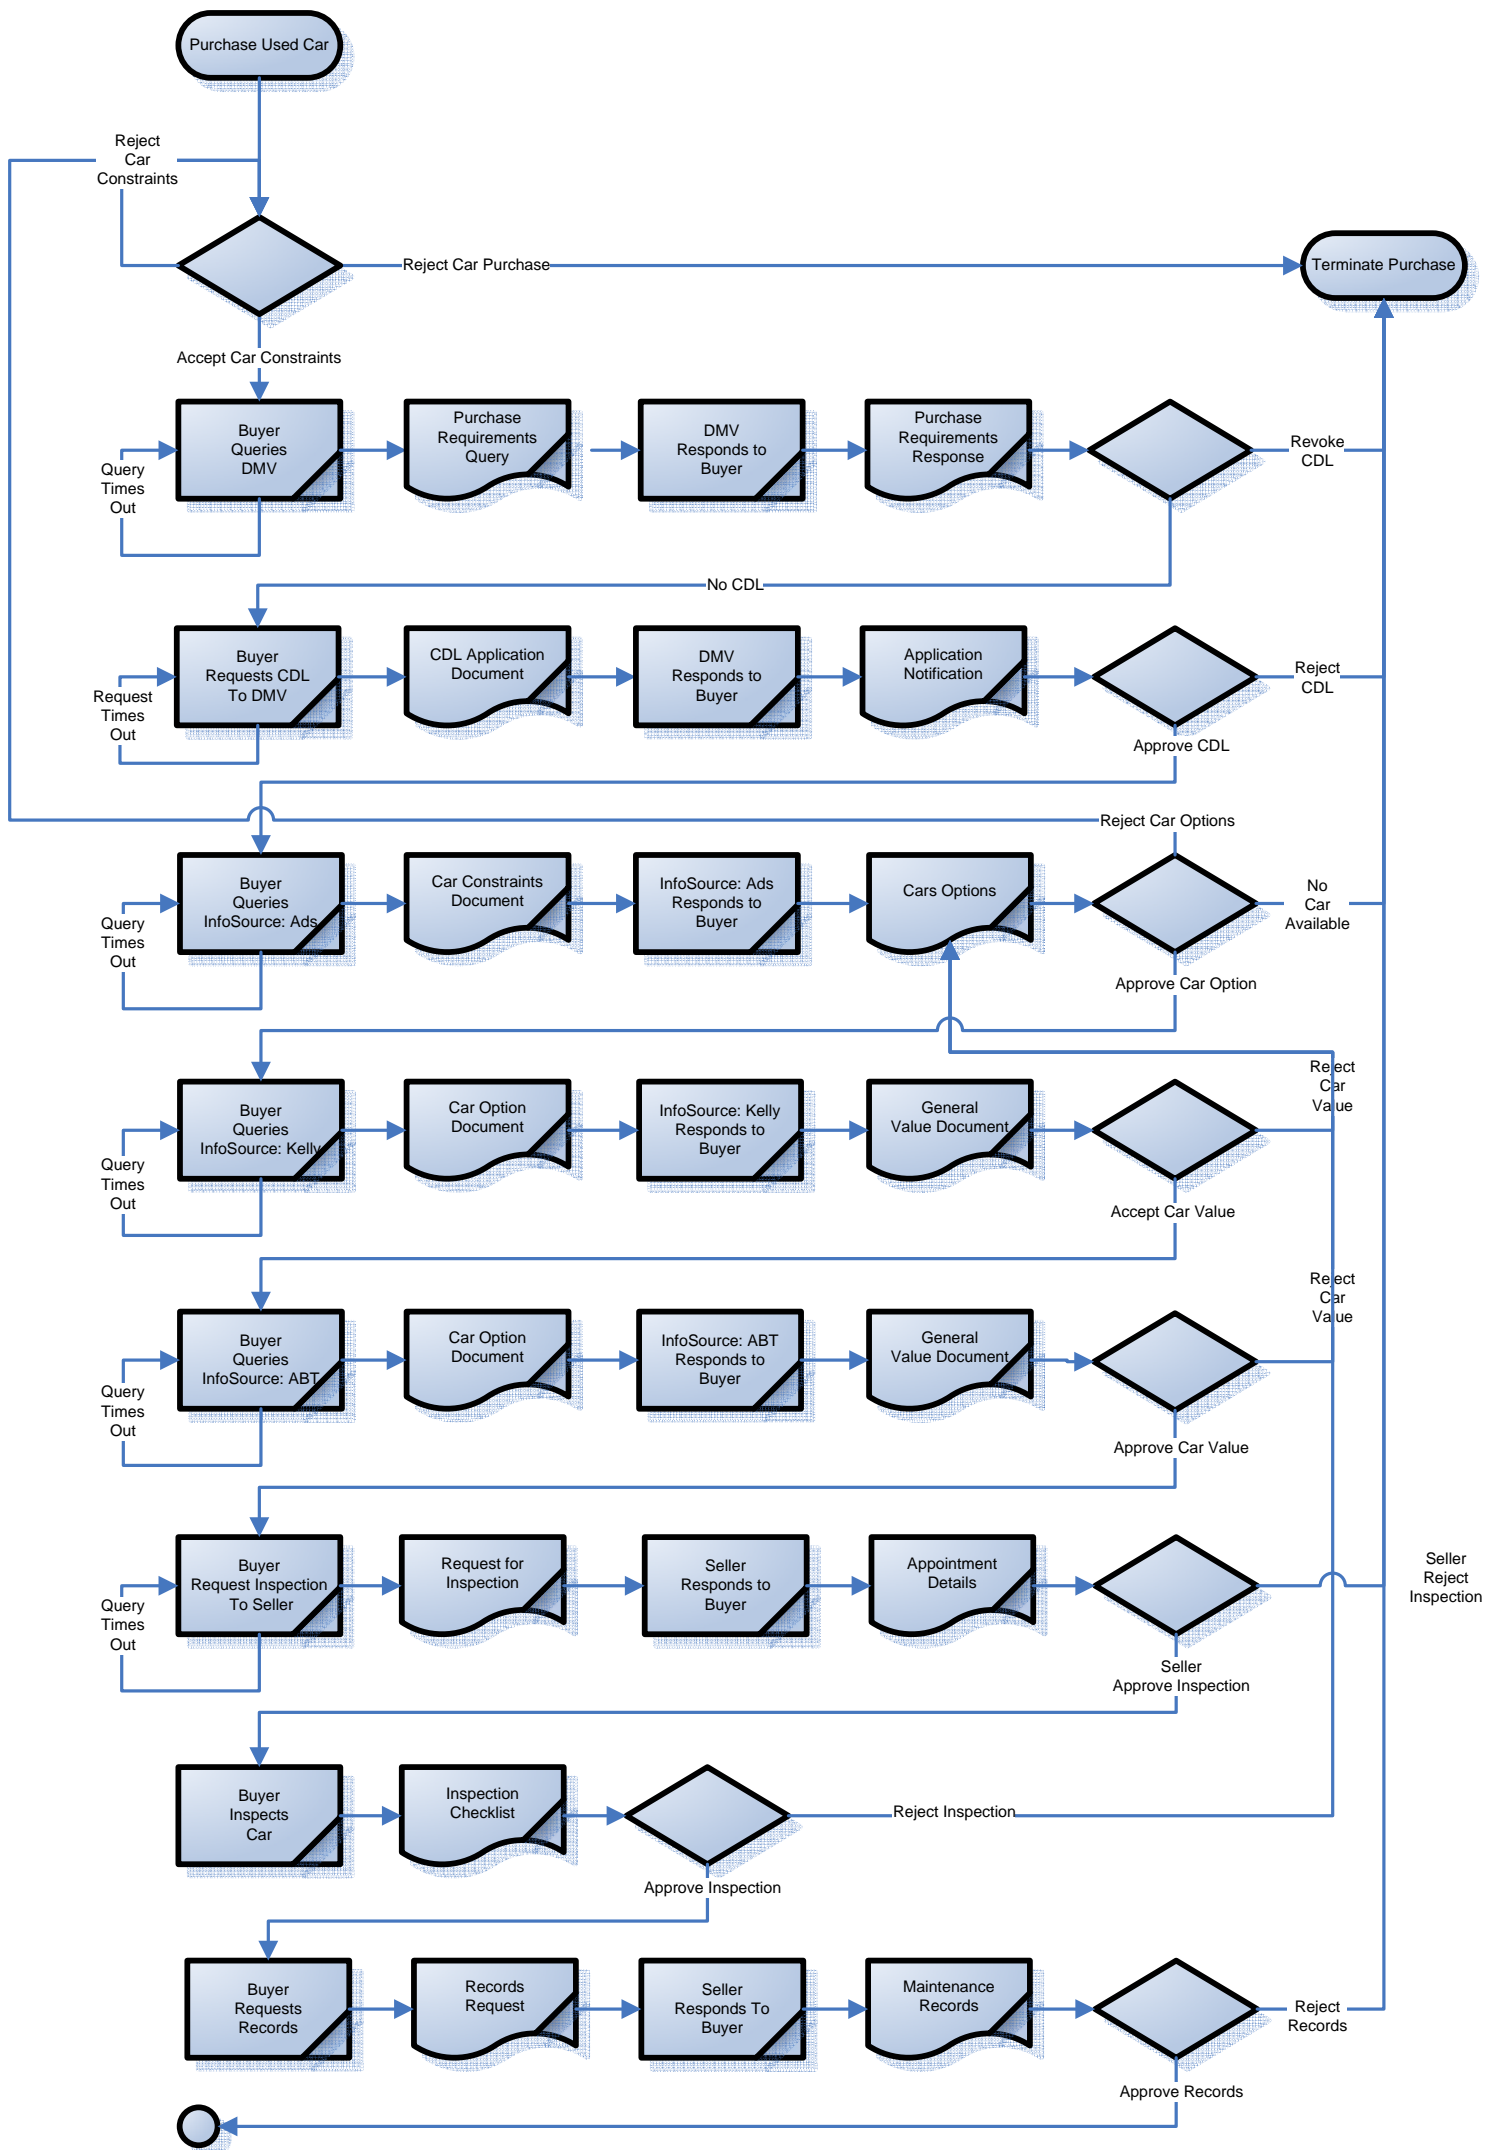 Purchase Used Car
Reject
Car
Constraints
Reject Car Purchase
Terminate Purchase
Accept Car Constraints
Buyer
Queries
DMV
Purchase
Requirements
Query
DMV
Responds to
Buyer
Purchase
Requirements
Response
Revoke
CDL
Query
Times
Out
No CDL
Buyer
Requests CDL
To DMV
CDL Application
Document
DMV
Responds to
Buyer
Application
Notification
Reject
CDL
Request
Times
Out
Approve CDL
Reject Car Options
Buyer
Queries
InfoSource: Ads
Car Constraints
Document
InfoSource: Ads
Responds to
Buyer
Cars Options
No
Car
Available
Query
Times
Out
Approve Car Option
Buyer
Queries
InfoSource: Kelly
Car Option
Document
InfoSource: Kelly
Responds to
Buyer
General
Value Document
Reject
Car
Value
Query
Times
Out
Accept Car Value
Buyer
Queries
InfoSource: ABT
Car Option
Document
InfoSource: ABT
Responds to
Buyer
General
Value Document
Reject
Car
Value
Query
Times
Out
Approve Car Value
Buyer
Request Inspection
To Seller
Request for
Inspection
Seller
Responds to
Buyer
Appointment
Details
Seller
Reject
Inspection
Query
Times
Out
Seller
Approve Inspection
Buyer
Inspects
Car
Inspection
Checklist
Reject Inspection
Approve Inspection
Buyer
Requests
Records
Records
Request
Seller
Responds To
Buyer
Maintenance
Records
Reject
Records
Approve Records